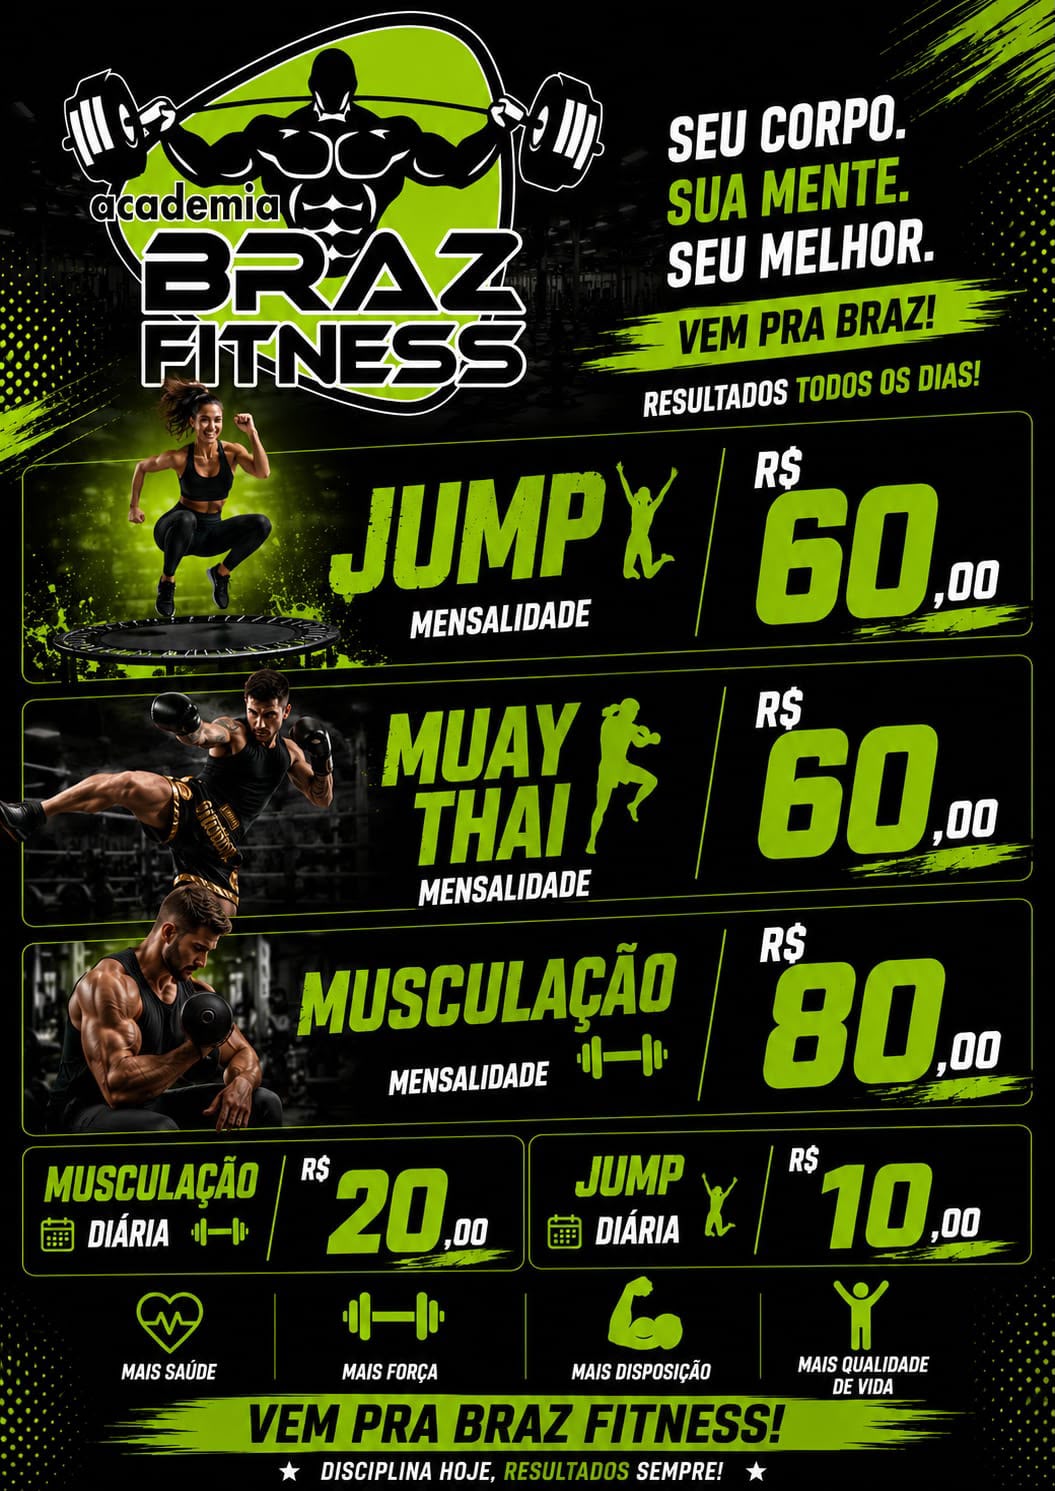 academia
BRAZ
FITNESS
SEU CORPO.
SUA MENTE.
SEU MELHOR.
VEM PRA BRAZ!
RESULTADOS TODOS OS DIAS!
JUMP
MENSALIDADE
R$
60,00
MUAY
THAI
MENSALIDADE
R$
60,00
MUSCULAÇÃO
MENSALIDADE
R$
80,00
MUSCULAÇÃO
DIÁRIA
R$ 20,00
JUMP
DIÁRIA
R$ 10,00
MAIS SAÚDE
MAIS FORÇA
MAIS DISPOSIÇÃO
MAIS QUALIDADE
DE VIDA
VEM PRA BRAZ FITNESS!
★ DISCIPLINA HOJE, RESULTADOS SEMPRE! ★